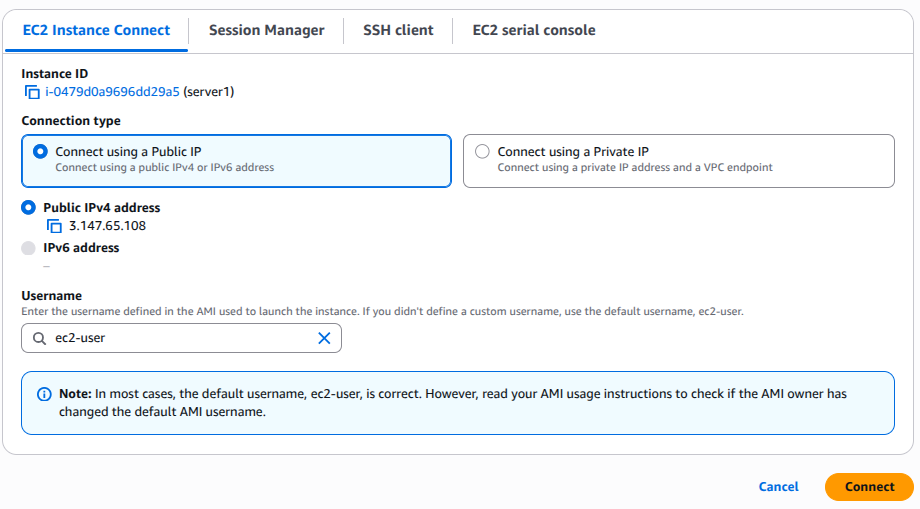 EC2 Instance Connect
Session Manager
SSH client
EC2 serial console
Instance ID
i-0479d0a9696dd29a5 (server1)
Connection type
Connect using a Public IP
Connect using a public IPv4 or IPv6 address
Connect using a Private IP
Connect using a private IP address and a VPC endpoint
Public IPv4 address
3.147.65.108
IPv6 address
–
Username
Enter the username defined in the AMI used to launch the instance. If you didn't define a custom username, use the default username, ec2-user.
ec2-user
Note: In most cases, the default username, ec2-user, is correct. However, read your AMI usage instructions to check if the AMI owner has
changed the default AMI username.
Cancel
Connect